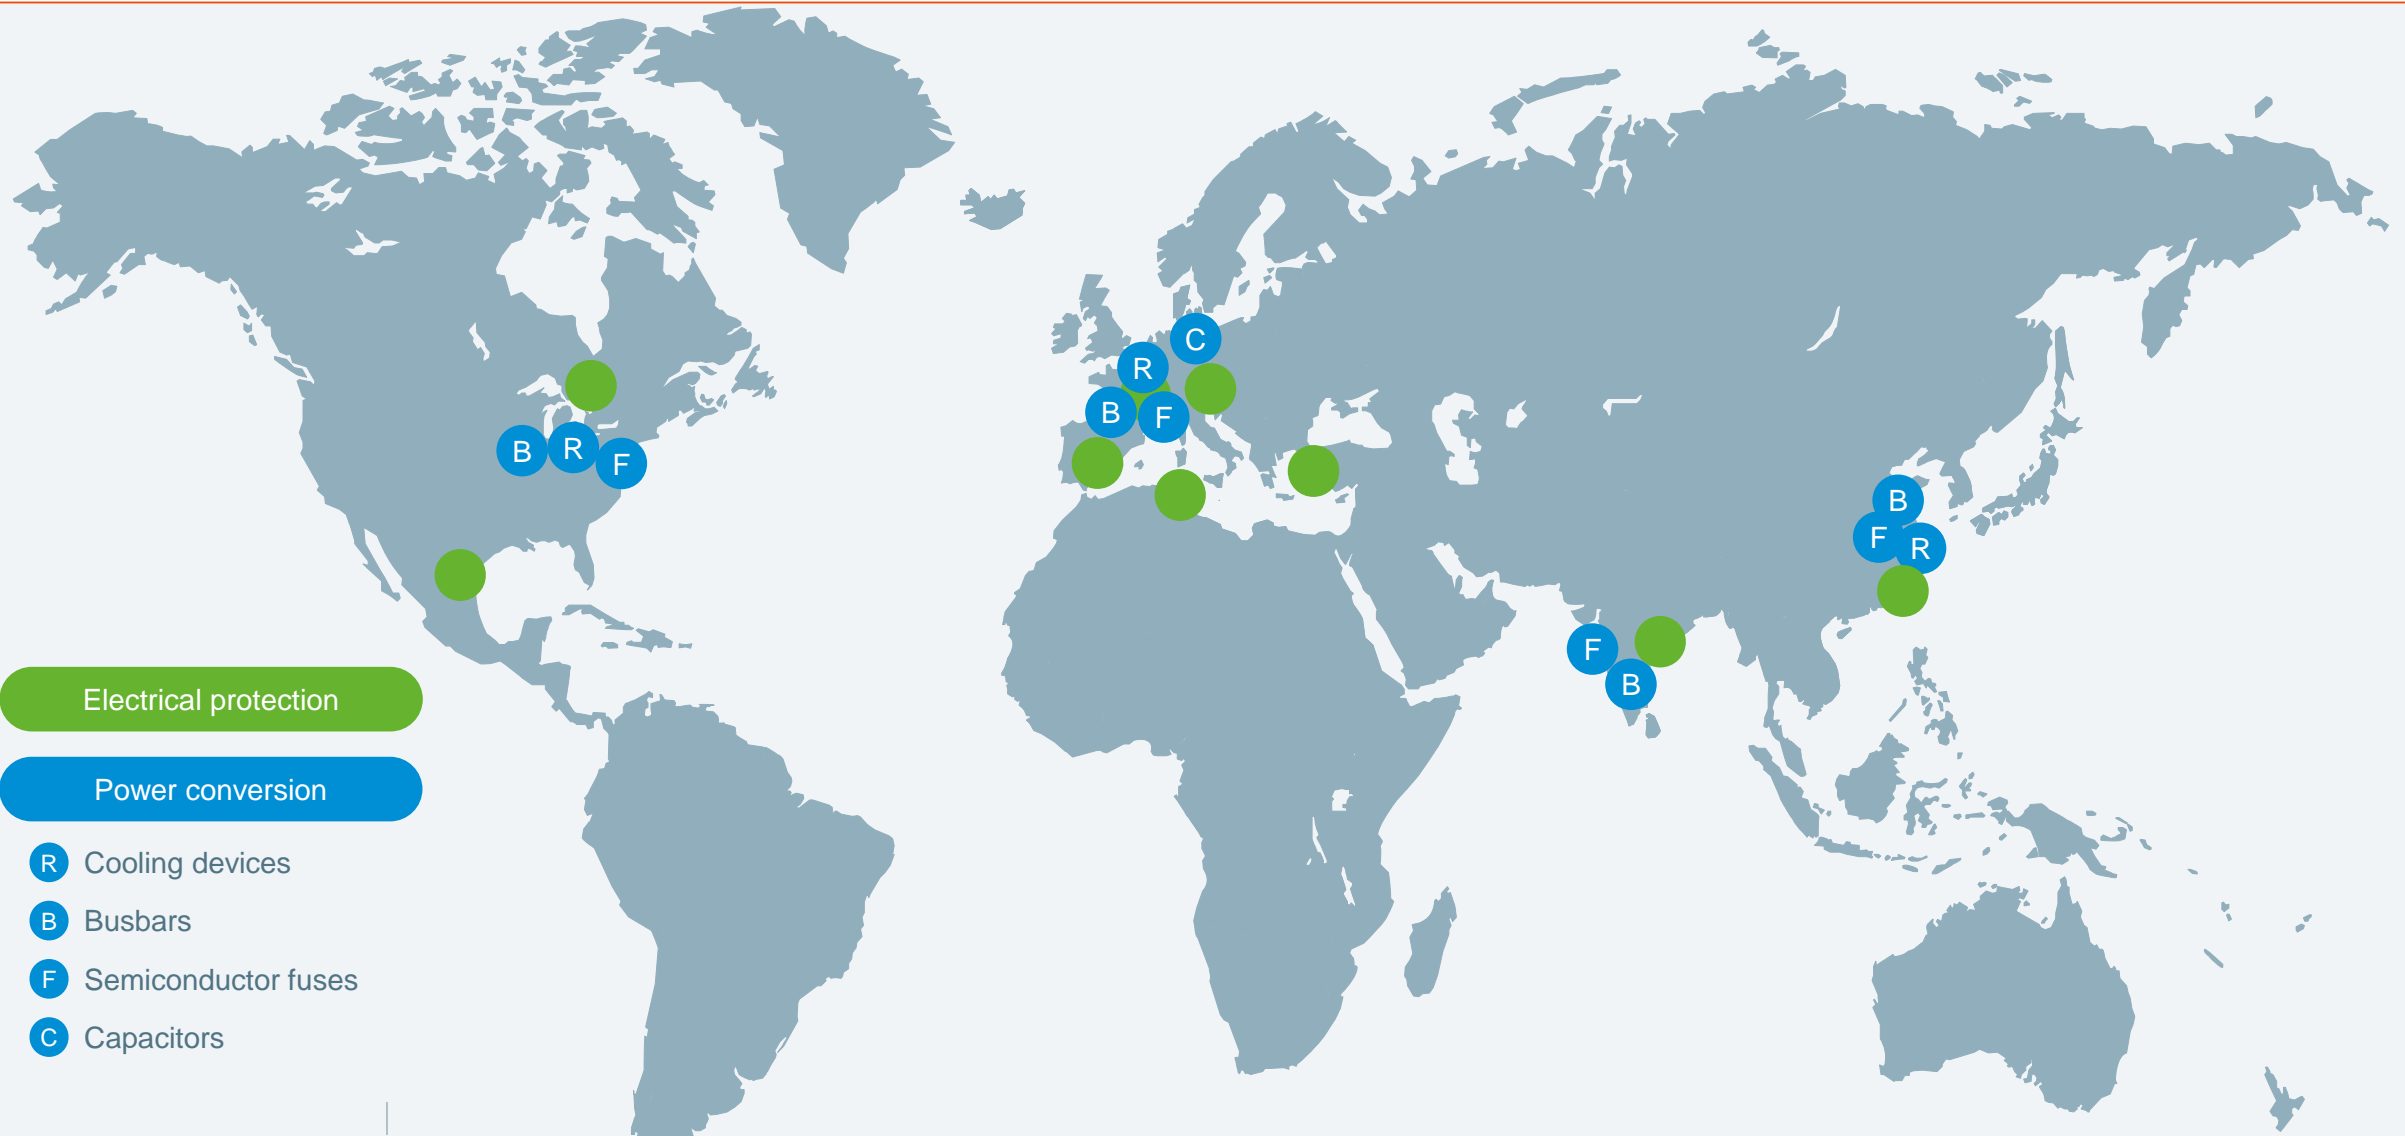 C
R
B
F
B
R
F
B
F
R
F
B
Electrical protection
Power conversion
R Cooling devices
B Busbars
F Semiconductor fuses
C Capacitors